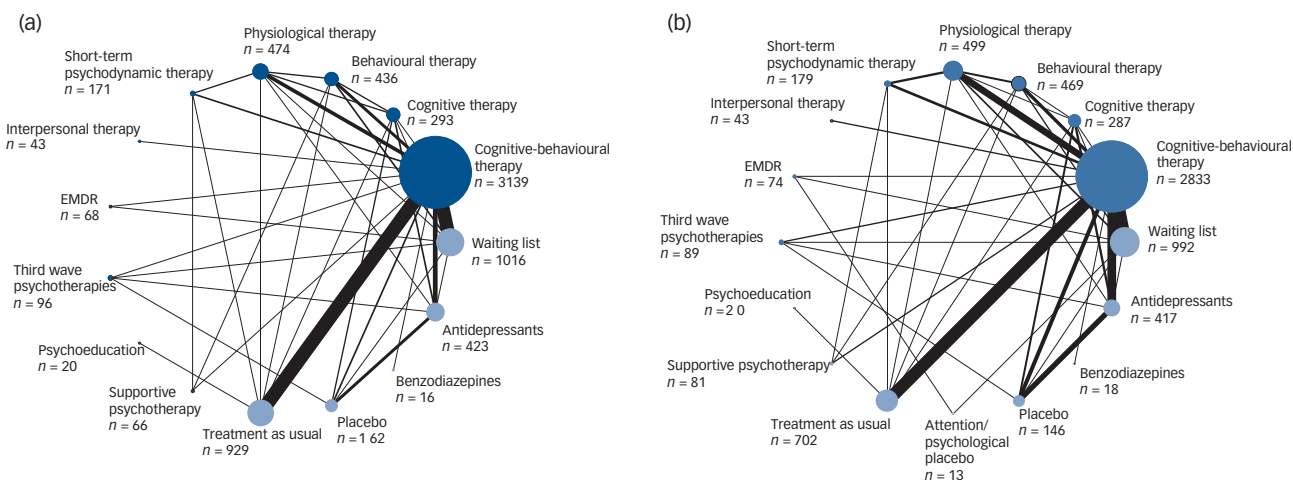 (a)
Physiological therapy
n = 474
Short-term
psychodynamic therapy
n = 171
Behavioural therapy
n = 436
Cognitive therapy
n = 293
Interpersonal therapy
n = 43
Cognitive-behavioural
therapy
n = 3139
EMDR
n = 68
Waiting list
n = 1016
Third wave
psychotherapies
n = 96
Antidepressants
n = 423
Psychoeducation
n = 20
Benzodiazepines
n = 16
Supportive
psychotherapy
n = 66
Placebo
n =1 62
Treatment as usual
n = 929
(b)
Physiological therapy
n = 499
Short-term
psychodynamic therapy
n = 179
Behavioural therapy
n = 469
Interpersonal therapy
n = 43
Cognitive therapy
n = 287
Cognitive-behavioural
therapy
n = 2833
EMDR
n = 74
Third wave
psychotherapies
n = 89
Waiting list
n = 992
Psychoeducation
n =2 0
Antidepressants
n = 417
Supportive psychotherapy
n = 81
Benzodiazepines
n = 18
Treatment as usual
n = 702
Attention/
psychological
placebo
n = 13
Placebo
n = 146